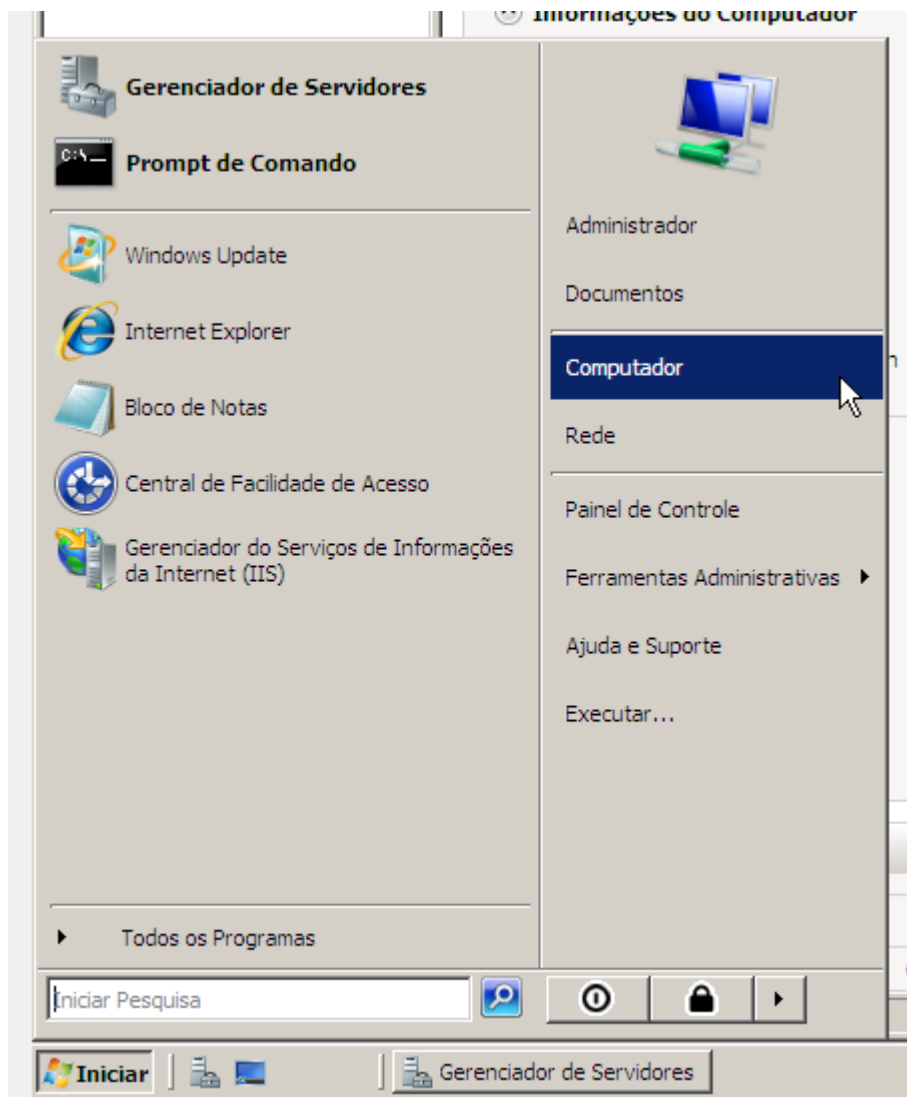 Informações do Computador
Gerenciador de Servidores
C:\
Prompt de Comando
Windows Update
Internet Explorer
Bloco de Notas
Central de Facilidade de Acesso
Gerenciador do Serviços de Informações
da Internet (IIS)
Administrador
Documentos
Computador
Rede
Painel de Controle
Ferramentas Administrativas
Ajuda e Suporte
Executar...
Todos os Programas
Iniciar Pesquisa
Iniciar
Gerenciador de Servidores